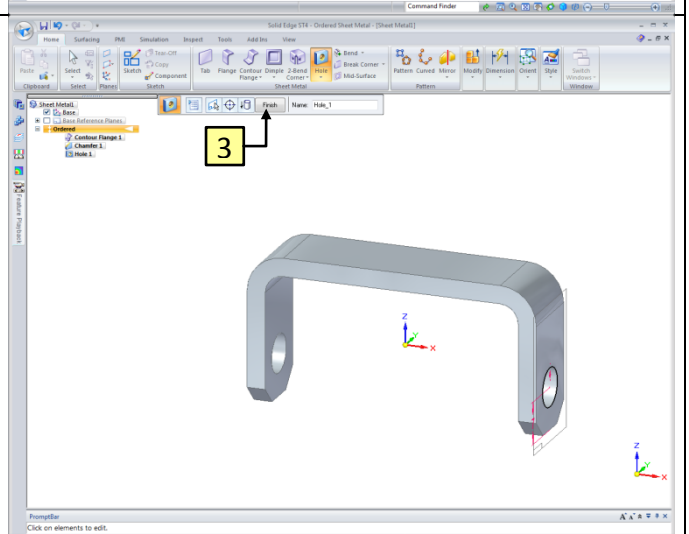 Command Finder
Solid Edge ST4 - Ordered Sheet Metal - [Sheet Metal1]
Home Surfacing PMI Simulation Inspect Tools Add Ins View
Paste Select Sketch Tear-Off Copy Component Tab Flange Contour Flange Dimple 2-Bend Corner Hole Bend Break Corner Mid-Surface Pattern Curved Mirror Modify Dimension Orient Style Switch Windows
Clipboard Select Planes Sketch Sheet Metal Pattern Window
Sheet Metal1
Base
Base Reference Planes
Ordered
Contour Flange 1
Chamfer 1
Hole 1
Finish Name: Hole_1
3
Feature Playback
Z
Y
X
Z
Y
X
PromptBar
Click on elements to edit.